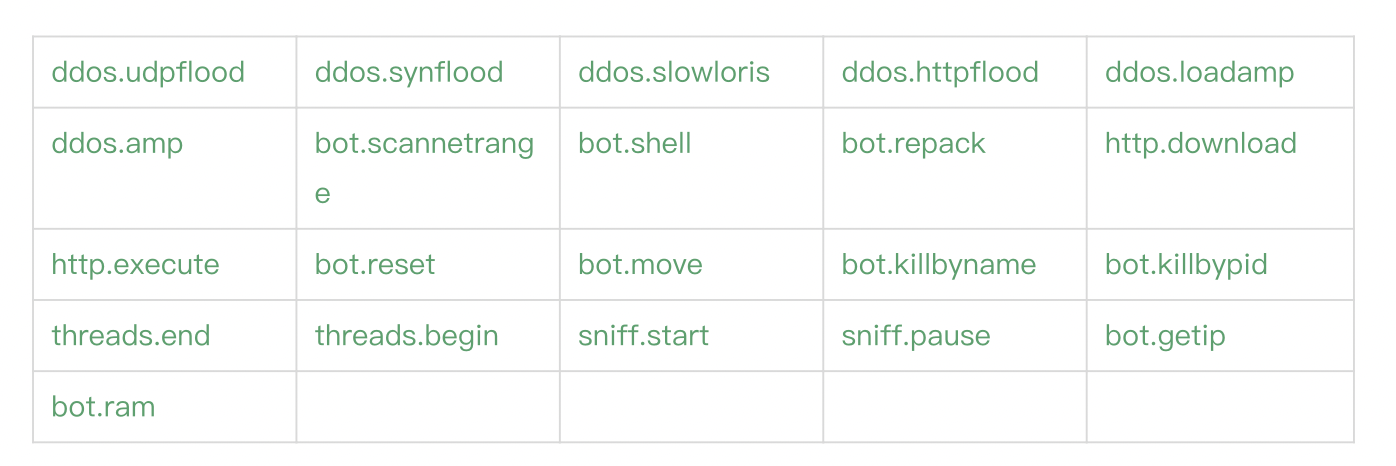 ddos.udpflood ddos.synflood ddos.slowloris ddos.httpflood ddos.loadamp
ddos.amp bot.scannetrang bot.shell bot.repack http.download
e
http.execute bot.reset bot.move bot.killbyname bot.killbypid
threads.end threads.begin sniff.start sniff.pause bot.getip
bot.ram